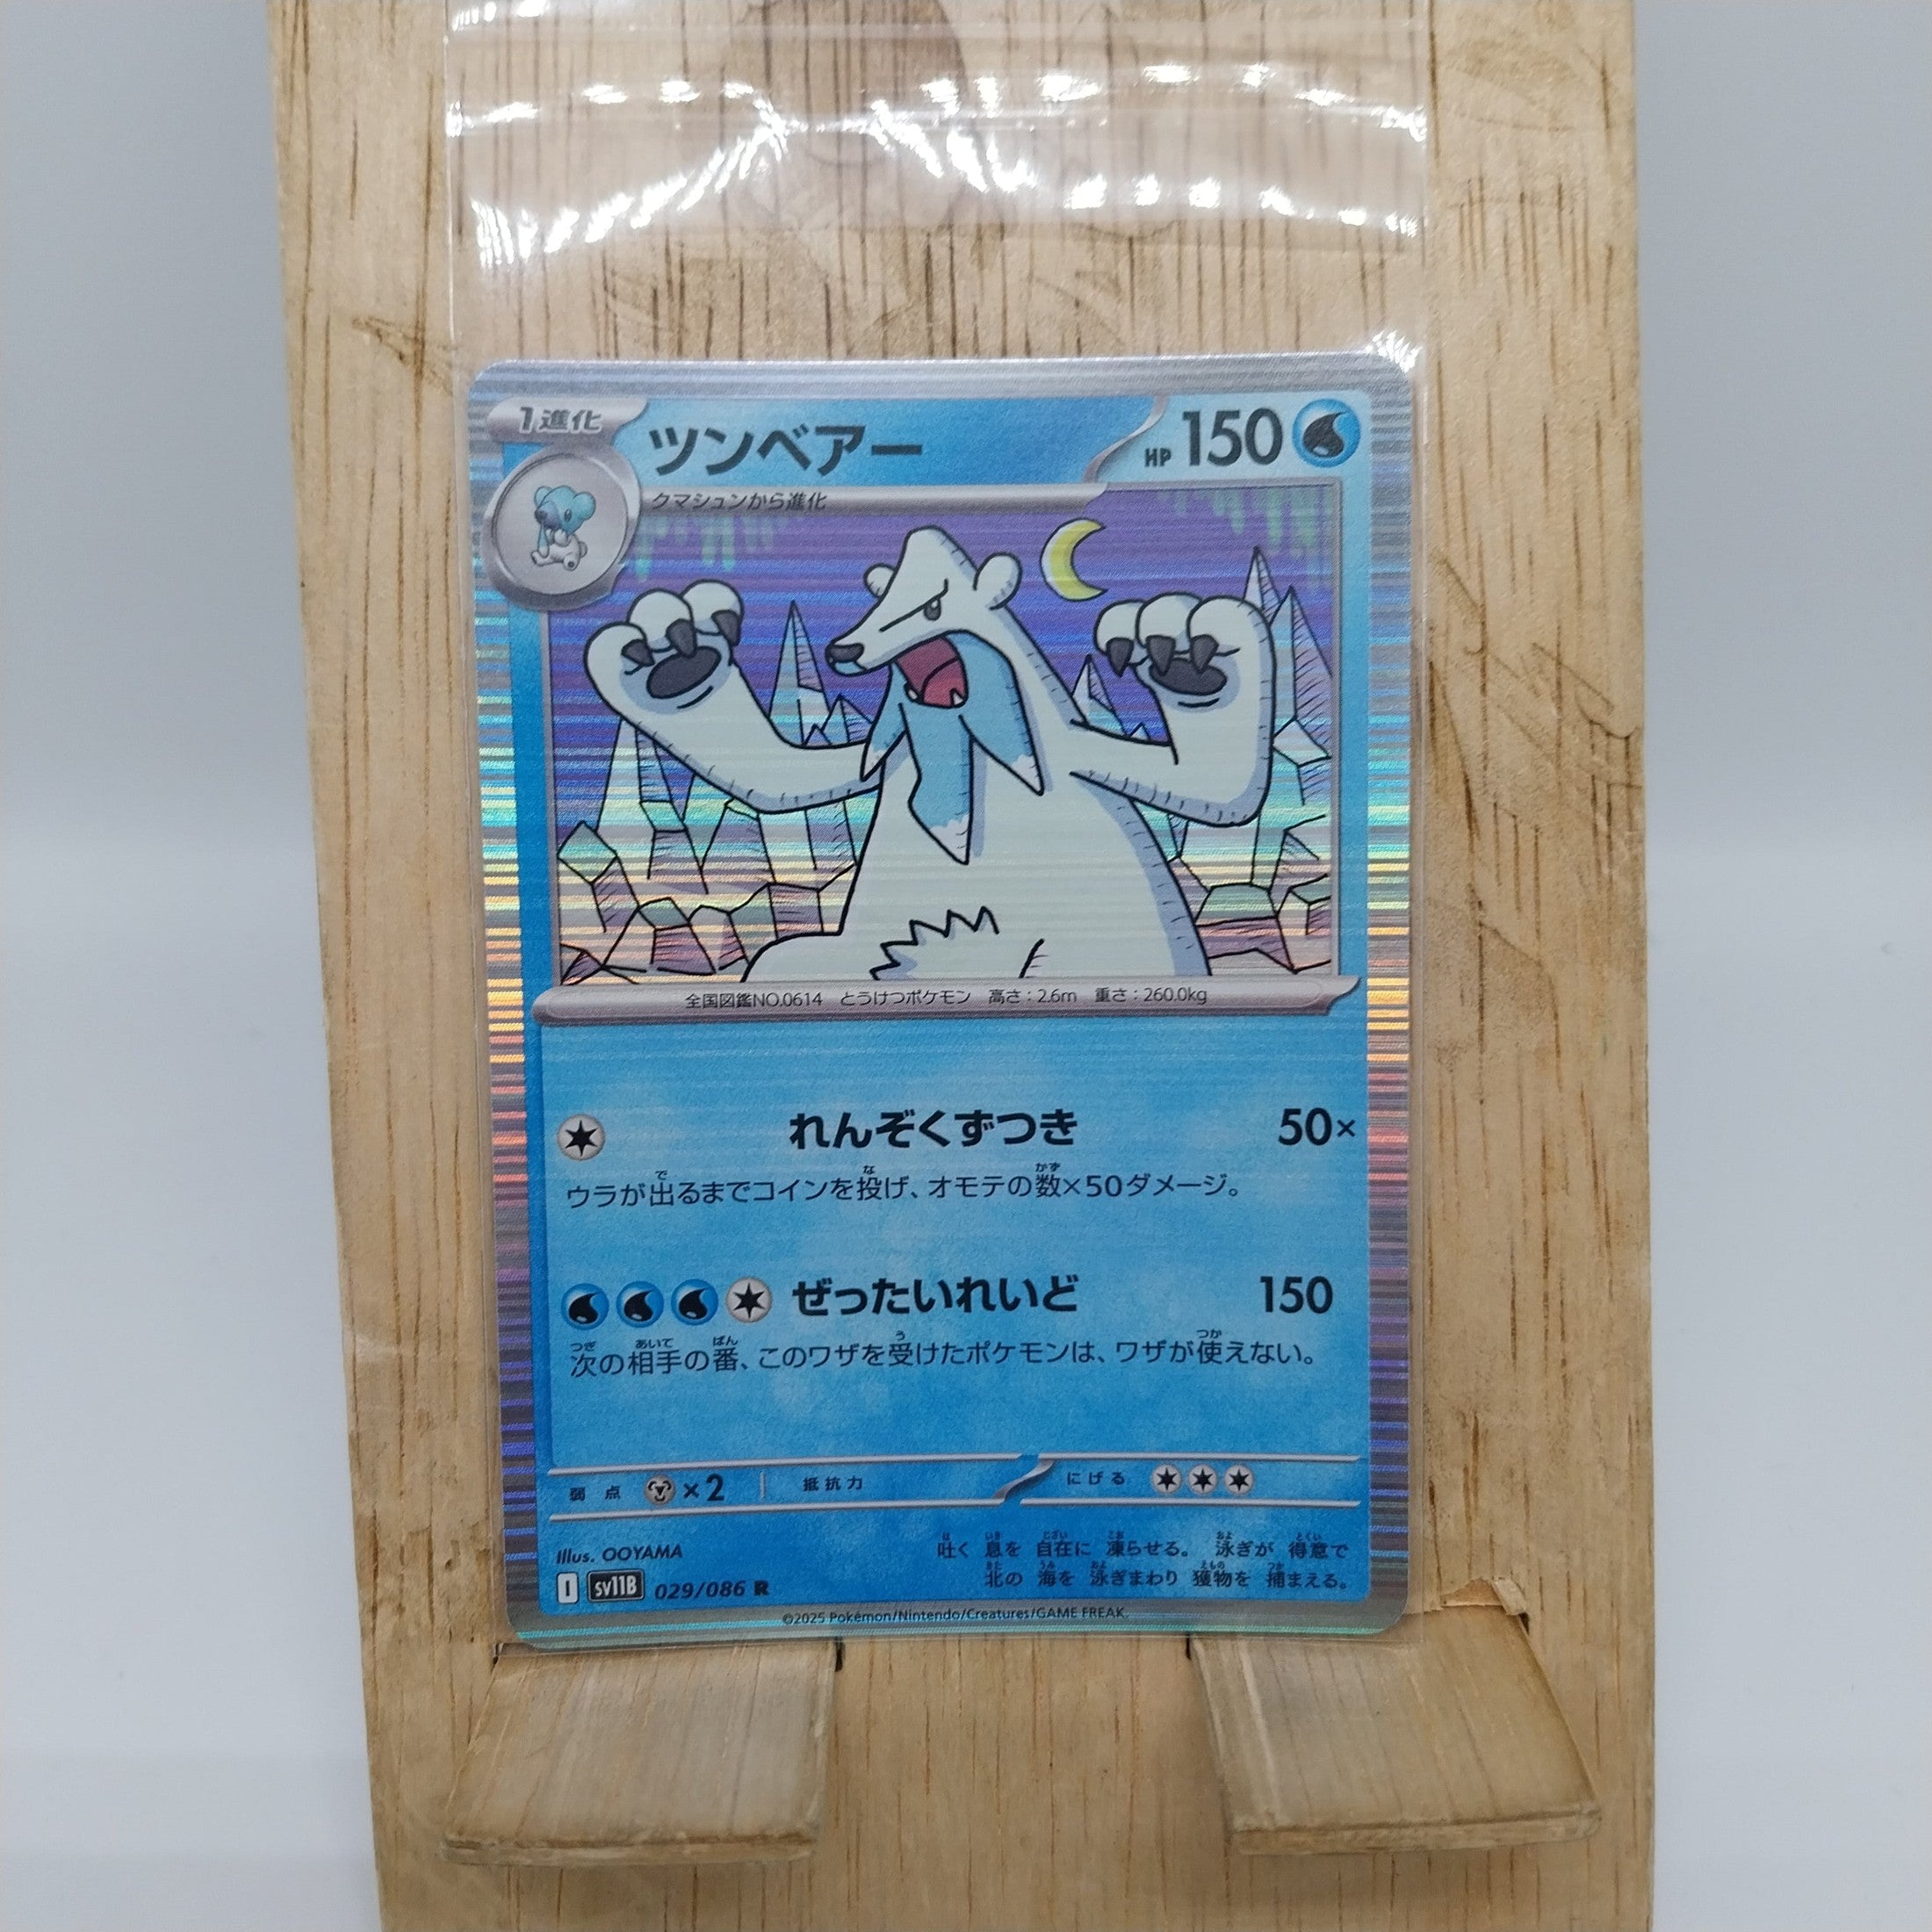 1進化
ツンベアー
HP 150
クマシュンから進化
全国図鑑NO.0614 とうけつポケモン 高さ:2.6m 重さ:260.0kg
れんぞくずつき 50×
ウラが出るまでコインを投げ、オモテの数×50ダメージ。
ぜったいれいど 150
次の相手の番、このワザを受けたポケモンは、ワザが使えない。
弱点 ×2 抵抗力 にげる
Illus. OOYAMA
吐く 息を 自在に 凍らせる。 泳ぎが 得意で
北の 海を 泳ぎまわり 獲物を 捕まえる。
I SV11B 029/086 R
©2025 Pokémon/Nintendo/Creatures/GAME FREAK.